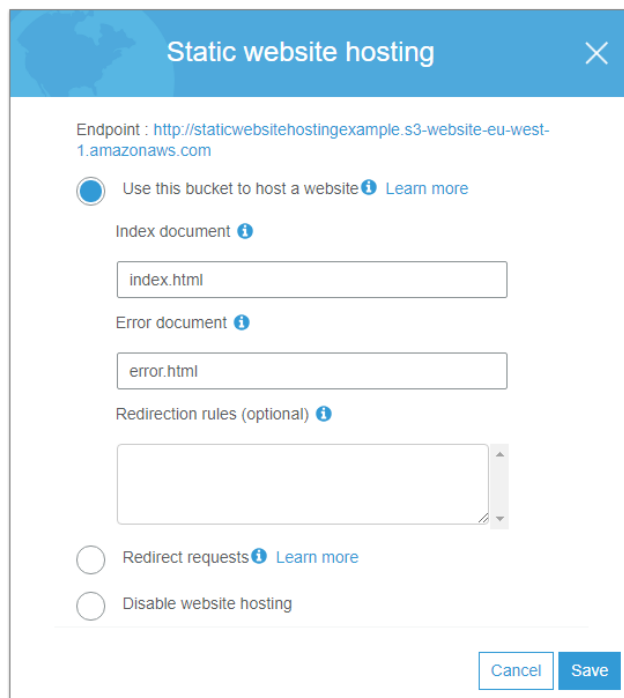 Static website hosting
Endpoint : http://staticwebsitehostingexample.s3-website-eu-west-
1.amazonaws.com
Use this bucket to host a website Learn more
Index document
index.html
Error document
error.html
Redirection rules (optional)
Redirect requests Learn more
Disable website hosting
Cancel Save